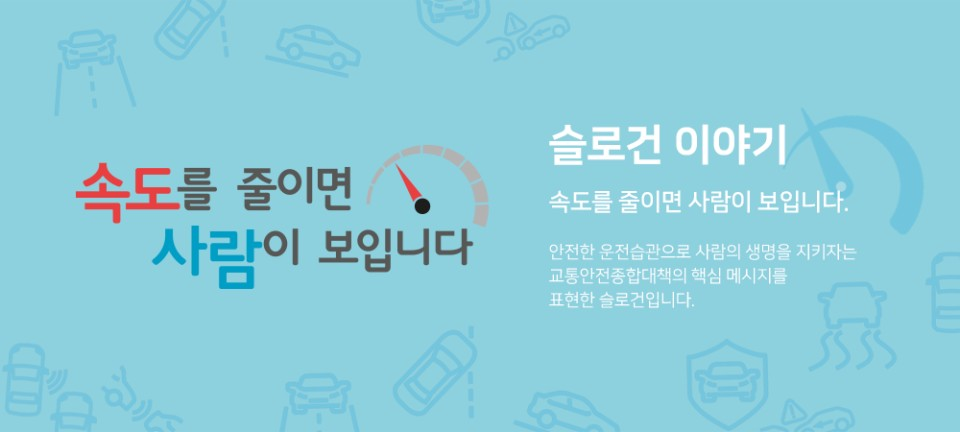 속도를 줄이면
사람이 보입니다
슬로건 이야기
속도를 줄이면 사람이 보입니다.
안전한 운전습관으로 사람의 생명을 지키자는
교통안전종합대책의 핵심 메시지를
표현한 슬로건입니다.